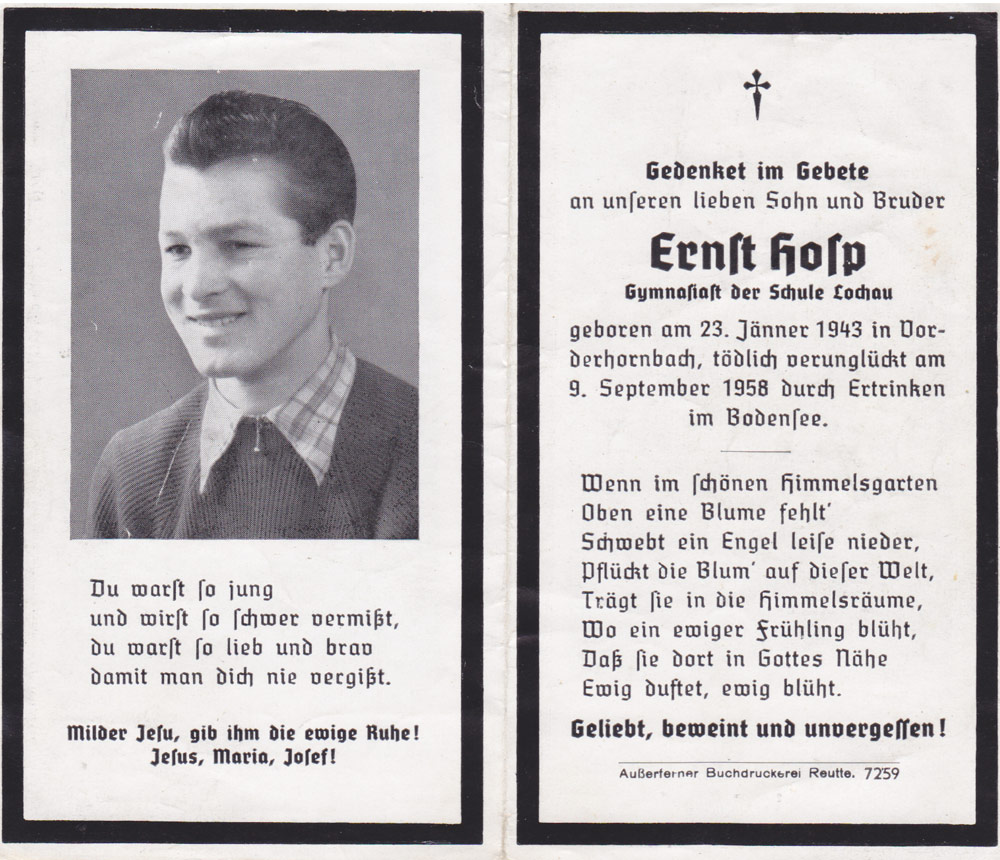 Du warst so jung
und wirst so schwer vermißt,
du warst so lieb und brav
damit man dich nie vergißt.
Milder Jesu, gib ihm die ewige Ruhe!
Jesus, Maria, Josef!
Gedenket im Gebete
an unseren lieben Sohn und Bruder
Ernst Hosp
Gymnasiast der Schule Lochau
geboren am 23. Jänner 1943 in Vor-
derhornbach, tödlich verunglückt am
9. September 1958 durch Ertrinken
im Bodensee.
Wenn im schönen Himmelsgarten
Oben eine Blume fehlt'
Schwebt ein Engel leise nieder,
Pflückt die Blum' auf dieser Welt,
Trägt sie in die Himmelsräume,
Wo ein ewiger Frühling blüht,
Daß sie dort in Gottes Nähe
Ewig duftet, ewig blüht.
Geliebt, beweint und unvergessen!
Außerferner Buchdruckerei Reutte. 7259